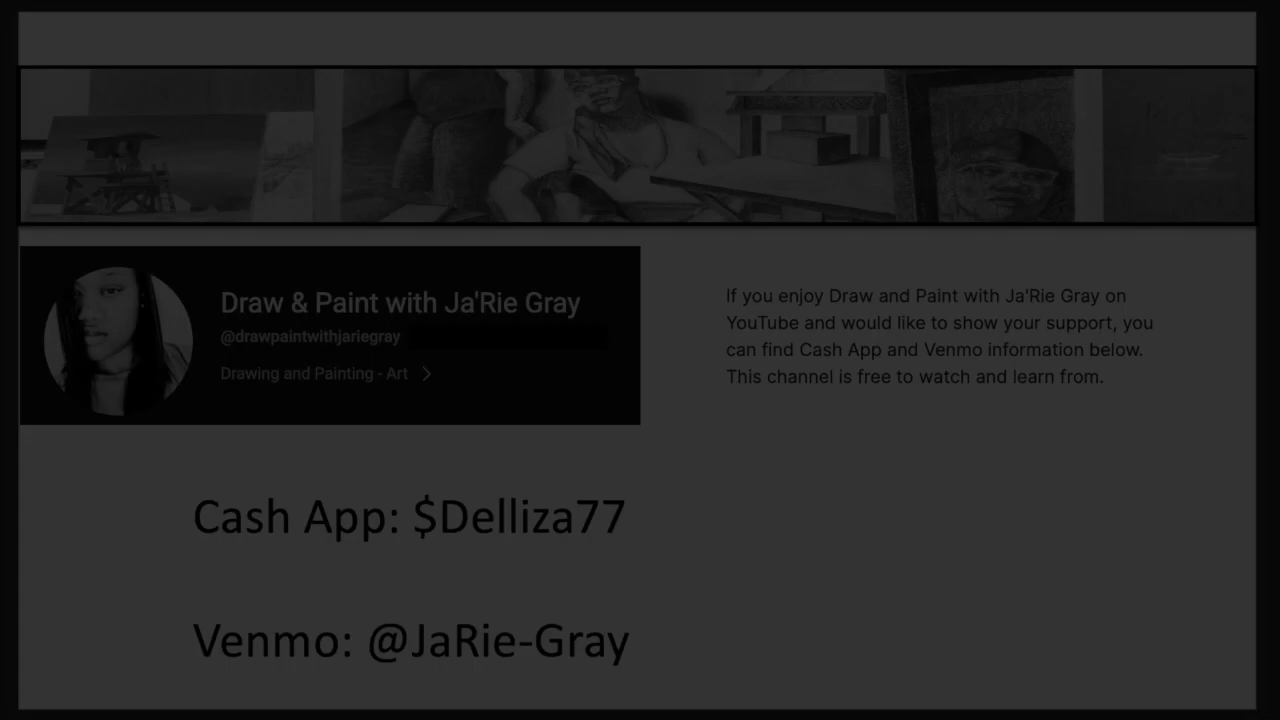 Draw & Paint with Ja'Rie Gray
@drawpaintwithjariegray
Drawing and Painting - Art
If you enjoy Draw and Paint with Ja'Rie Gray on
YouTube and would like to show your support, you
can find Cash App and Venmo information below.
This channel is free to watch and learn from.
Cash App: $Delliza77
Venmo: @JaRie-Gray